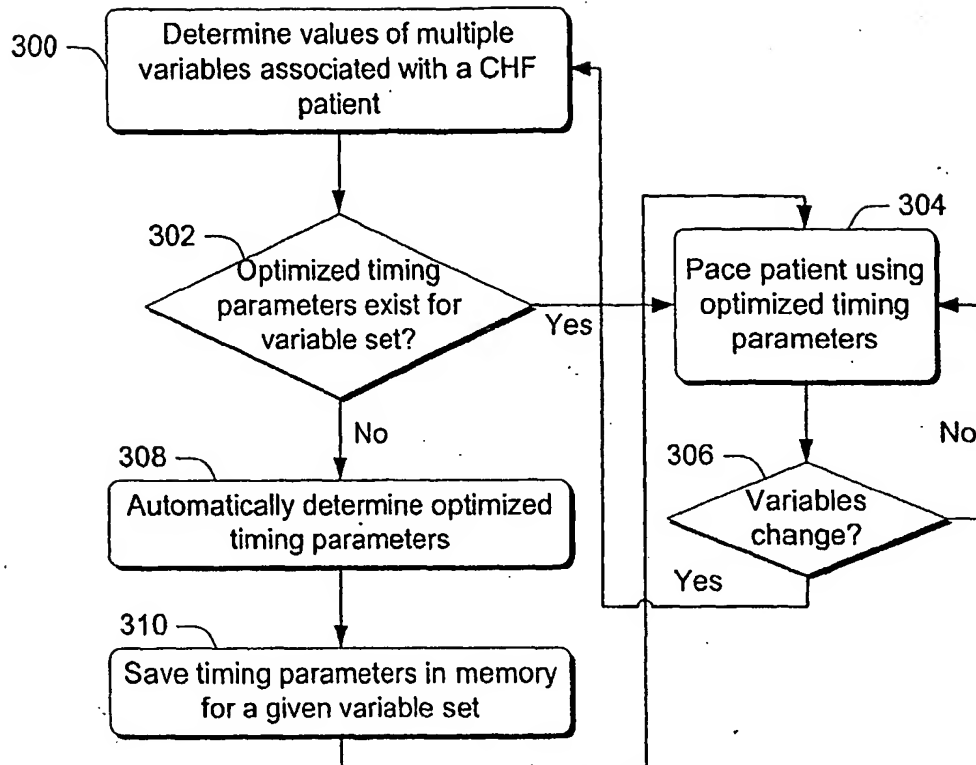 300
Determine values of multiple
variables associated with a CHF
patient
302
Optimized timing
parameters exist for
variable set?
Yes
No
304
Pace patient using
optimized timing
parameters
306
Variables
change?
No
Yes
308
Automatically determine optimized
timing parameters
310
Save timing parameters in memory
for a given variable set